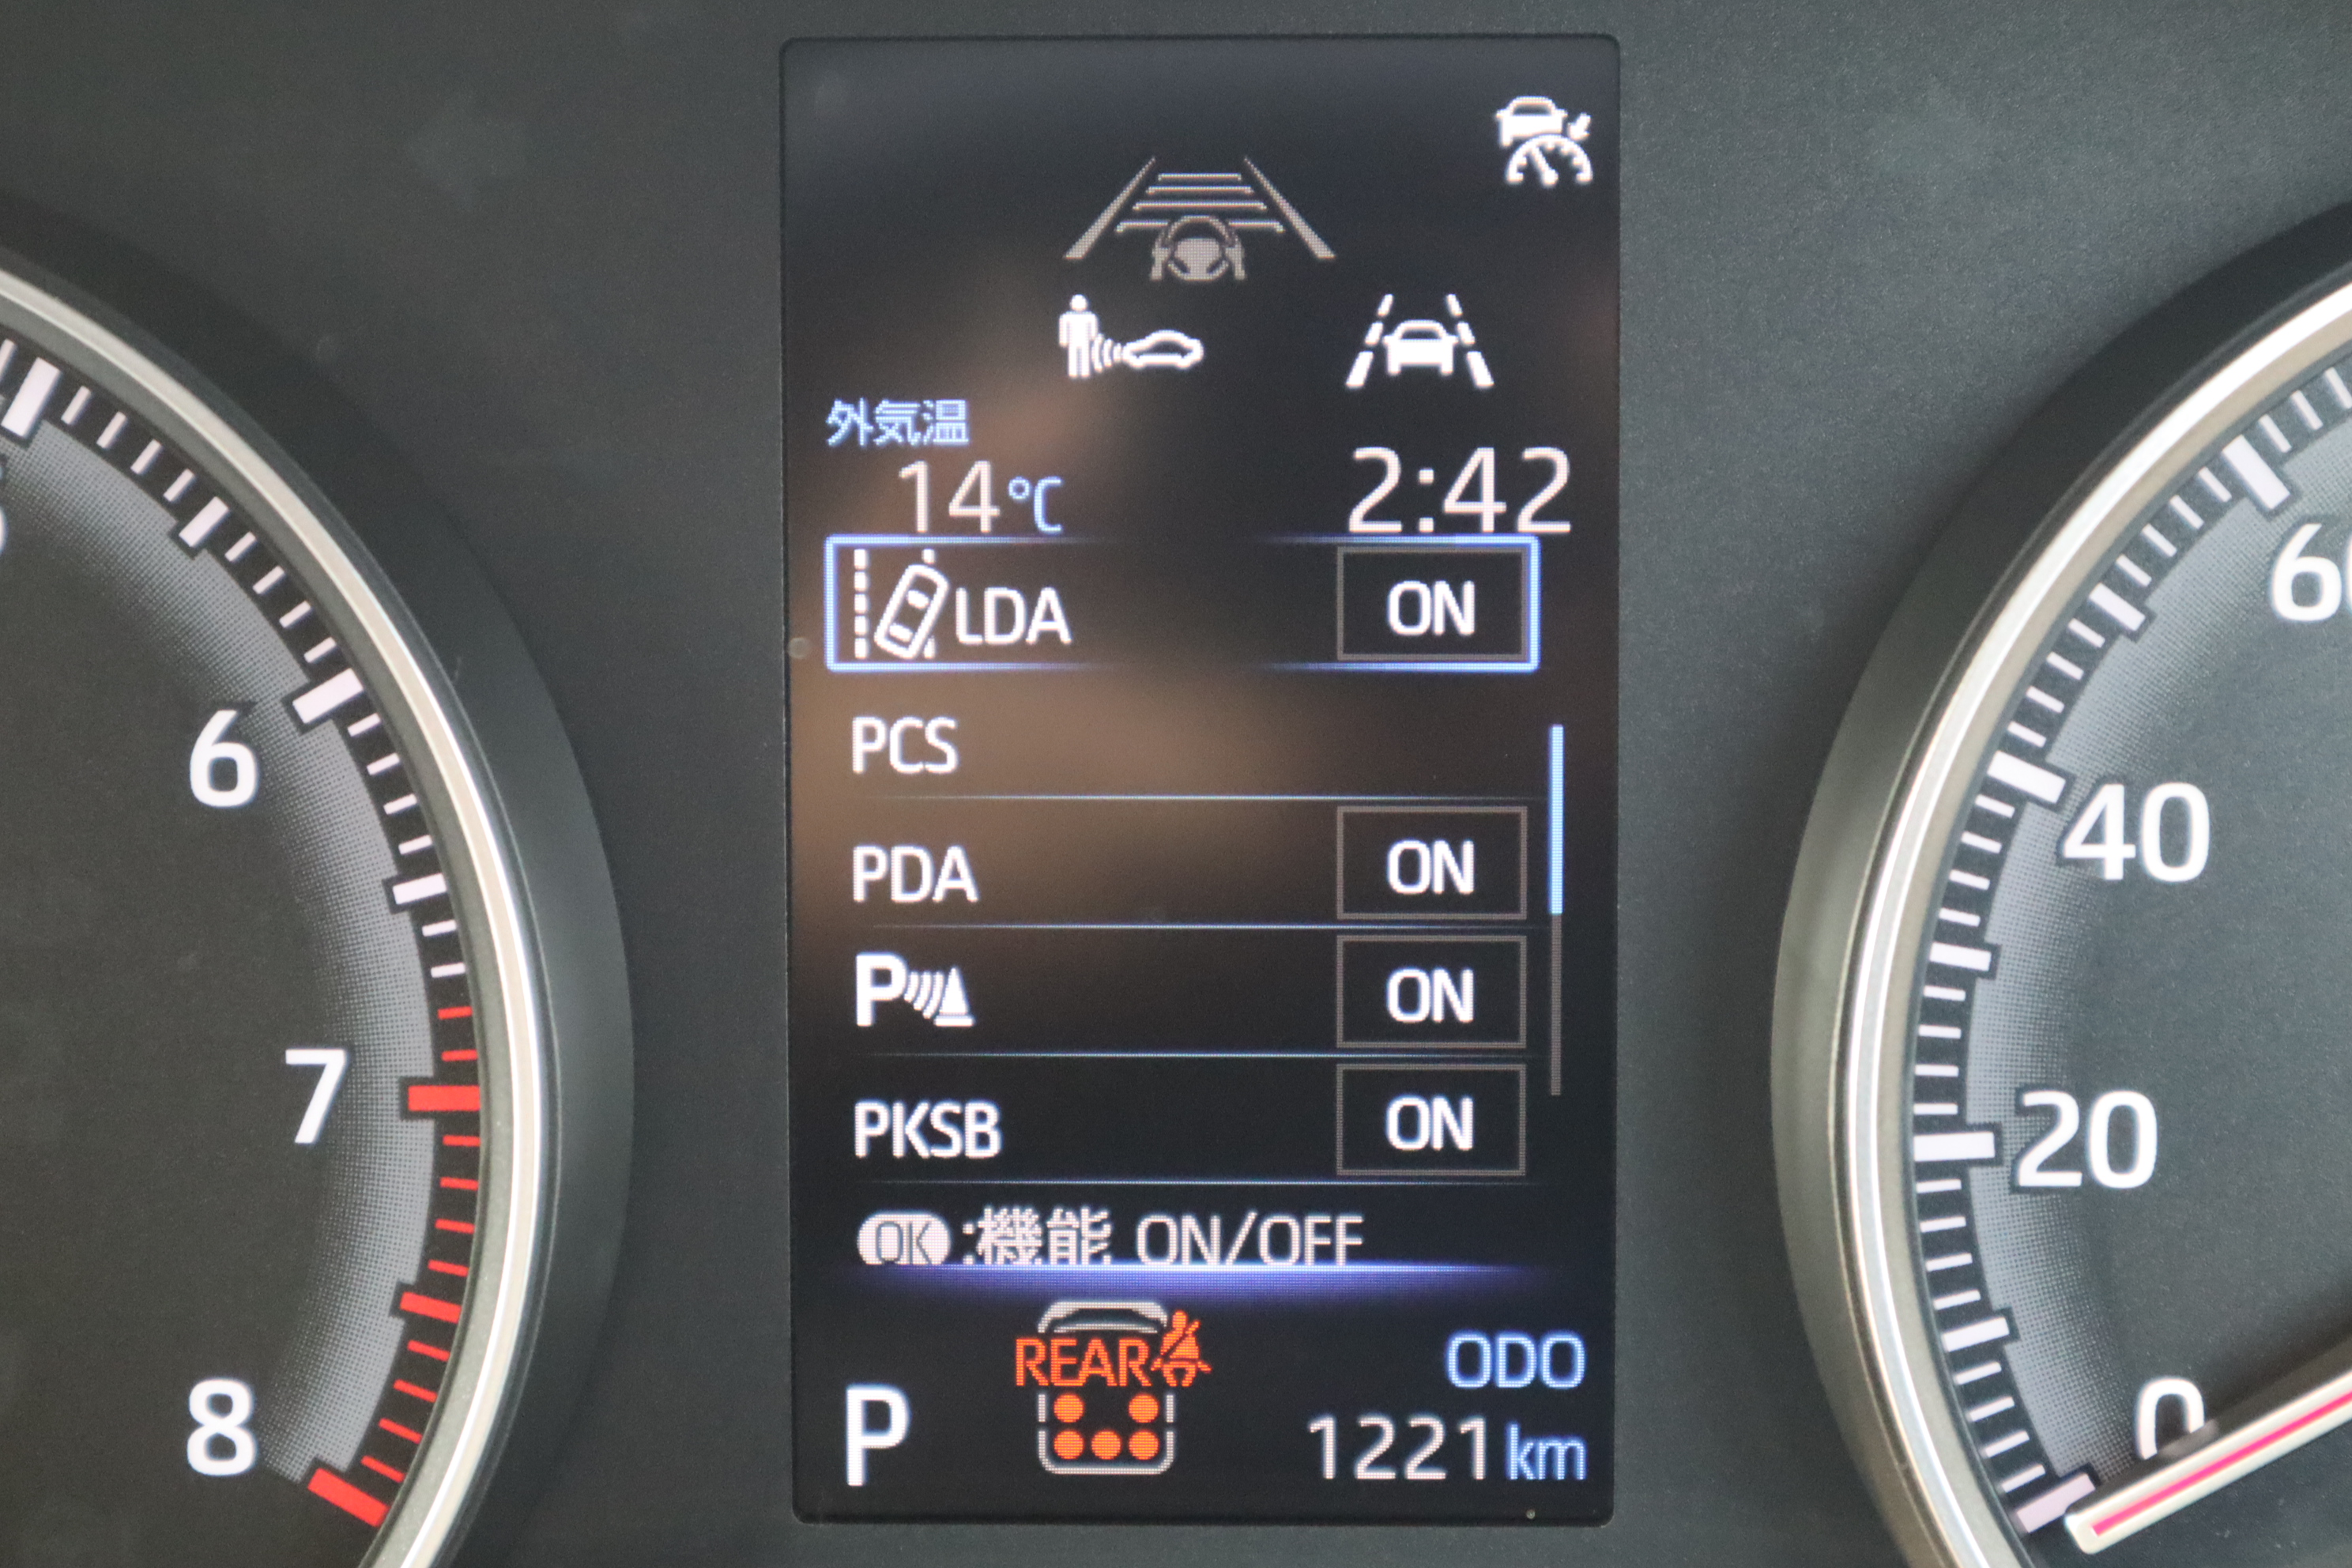 外気温
14°C 2:42
LDA ON
PCS
PDA ON
P ON
PKSB ON
OK :機能 ON/OFF
REAR
ODO
P
1221 km
6
7
8
60
40
20
0